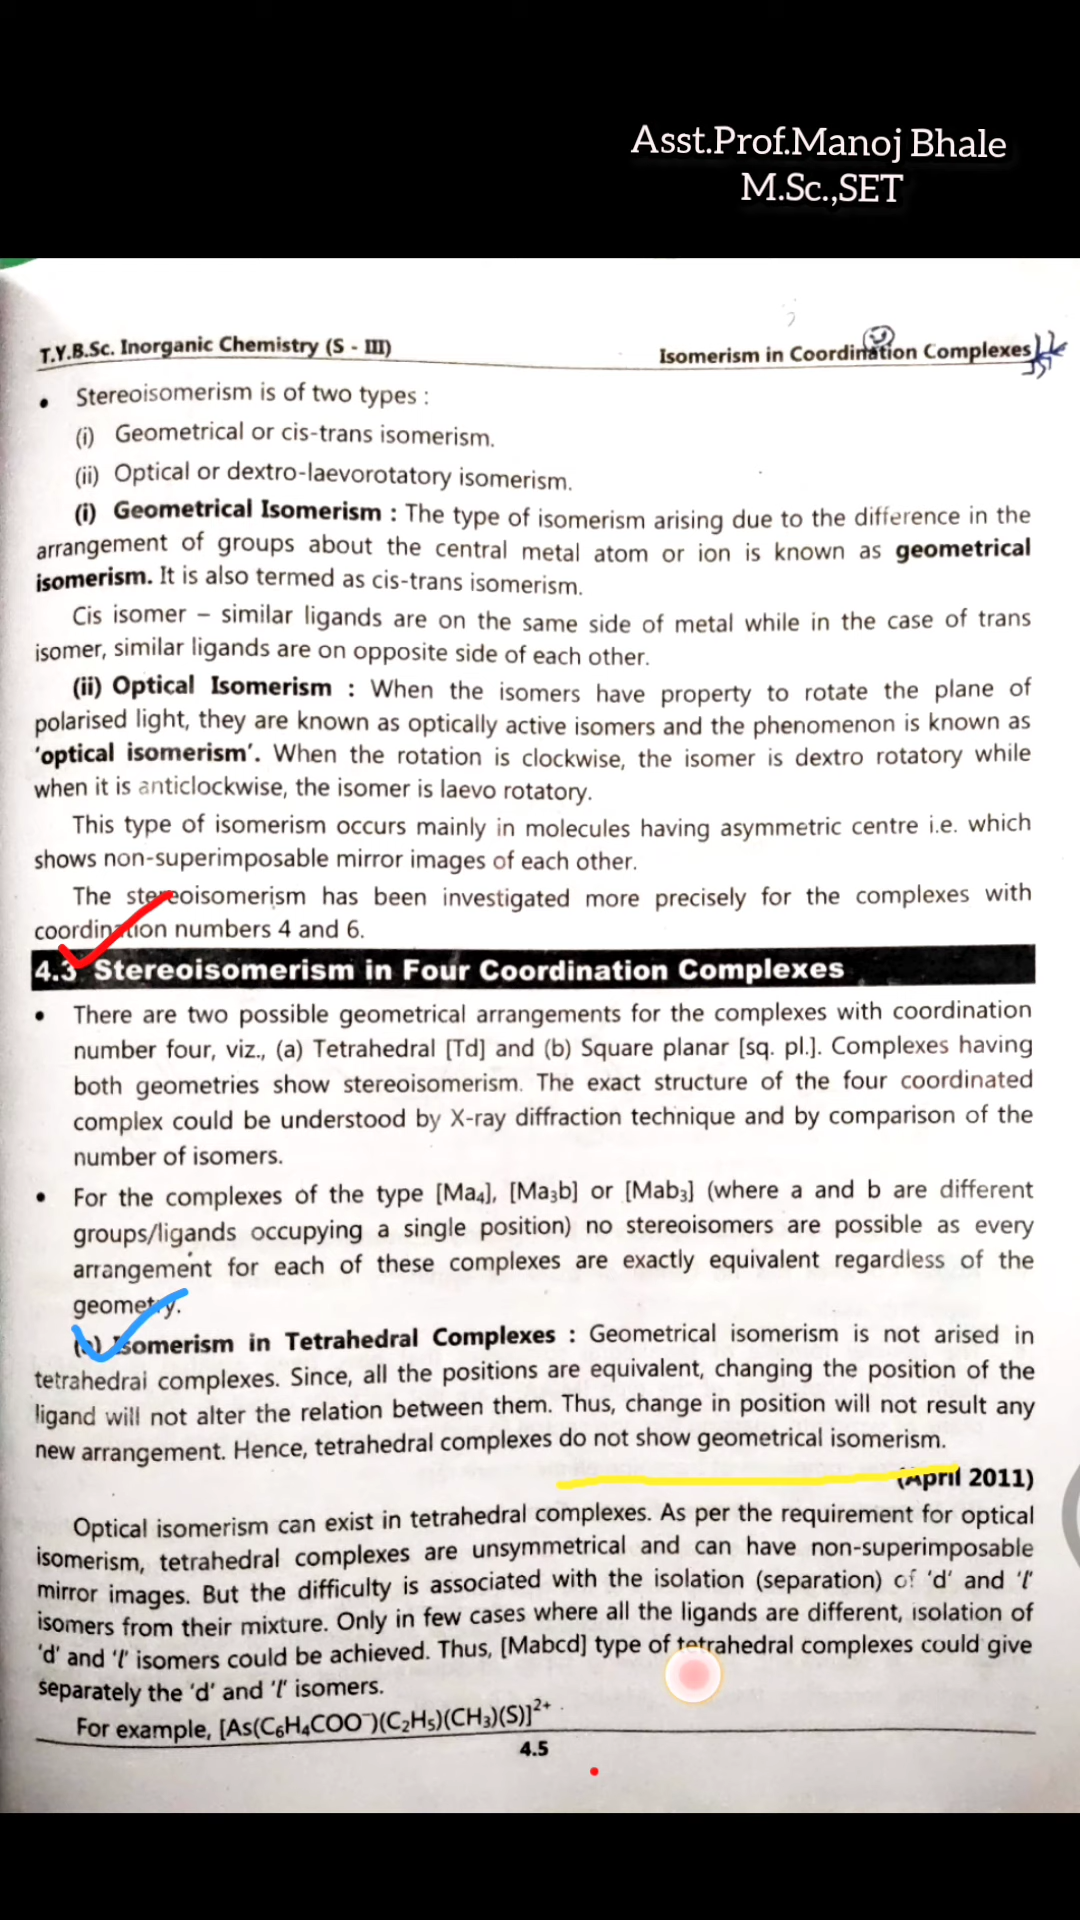 Asst.Prof.Manoj Bhale
M.Sc.,SET
T.Y.B.Sc. Inorganic Chemistry (S - III)
Isomerism in Coordination Complexes
• Stereoisomerism is of two types :
(i) Geometrical or cis-trans isomerism.
(ii) Optical or dextro-laevorotatory isomerism.
(i) Geometrical Isomerism : The type of isomerism arising due to the difference in the
arrangement of groups about the central metal atom or ion is known as geometrical
isomerism. It is also termed as cis-trans isomerism.
Cis isomer – similar ligands are on the same side of metal while in the case of trans
isomer, similar ligands are on opposite side of each other.
(ii) Optical Isomerism : When the isomers have property to rotate the plane of
polarised light, they are known as optically active isomers and the phenomenon is known as
'optical isomerism'. When the rotation is clockwise, the isomer is dextro rotatory while
when it is anticlockwise, the isomer is laevo rotatory.
This type of isomerism occurs mainly in molecules having asymmetric centre i.e. which
shows non-superimposable mirror images of each other.
The stereoisomerism has been investigated more precisely for the complexes with
coordination numbers 4 and 6.
4.3 Stereoisomerism in Four Coordination Complexes
• There are two possible geometrical arrangements for the complexes with coordination
number four, viz., (a) Tetrahedral [Td] and (b) Square planar [sq. pl.]. Complexes having
both geometries show stereoisomerism. The exact structure of the four coordinated
complex could be understood by X-ray diffraction technique and by comparison of the
number of isomers.
• For the complexes of the type [Ma₄], [Ma₃b] or [Mab₃] (where a and b are different
groups/ligands occupying a single position) no stereoisomers are possible as every
arrangement for each of these complexes are exactly equivalent regardless of the
geometry.
Isomerism in Tetrahedral Complexes : Geometrical isomerism is not arised in
tetrahedral complexes. Since, all the positions are equivalent, changing the position of the
ligand will not alter the relation between them. Thus, change in position will not result any
new arrangement. Hence, tetrahedral complexes do not show geometrical isomerism.
(April 2011)
Optical isomerism can exist in tetrahedral complexes. As per the requirement for optical
isomerism, tetrahedral complexes are unsymmetrical and can have non-superimposable
mirror images. But the difficulty is associated with the isolation (separation) of 'd' and 'l'
isomers from their mixture. Only in few cases where all the ligands are different, isolation of
'd' and 'l' isomers could be achieved. Thus, [Mabcd] type of tetrahedral complexes could give
separately the 'd' and 'l' isomers.
For example, [As(C₆H₄COO⁻)(C₂H₅)(CH₃)(S)]²⁺
4.5